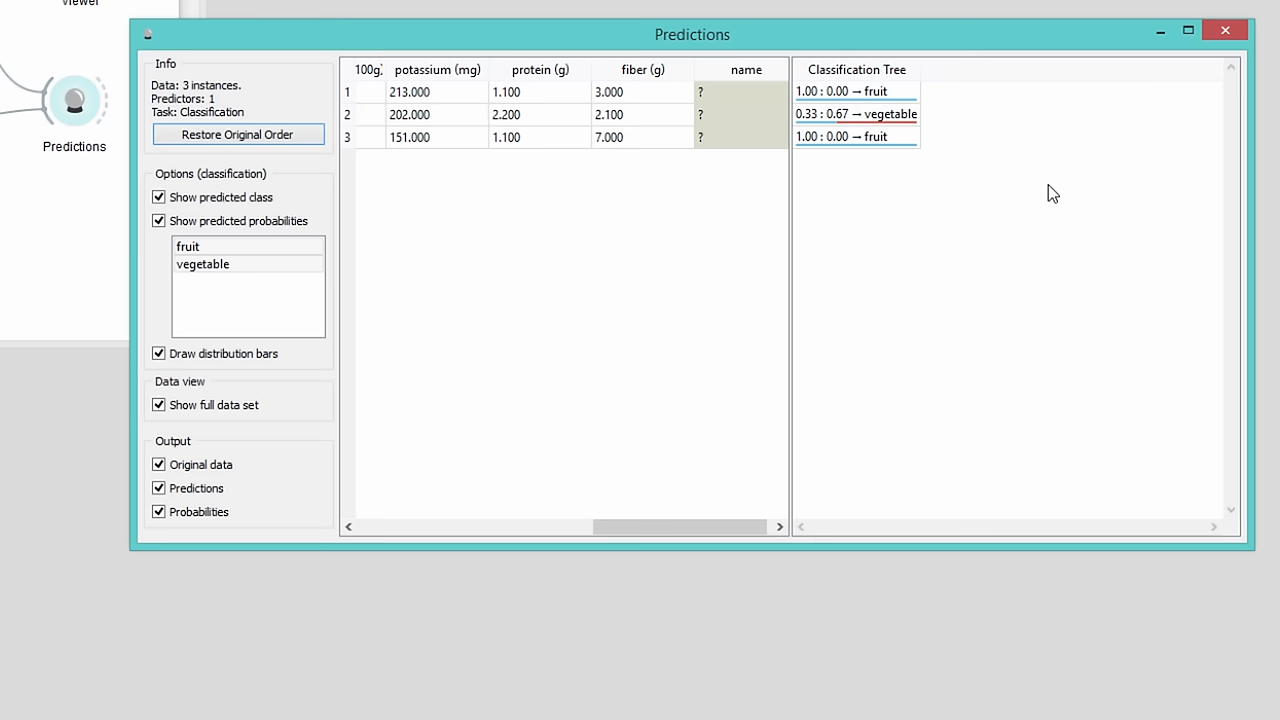 Viewer
Predictions
Predictions
Info
Data: 3 instances.
Predictors: 1
Task: Classification
Restore Original Order
Options (classification)
Show predicted class
Show predicted probabilities
fruit
vegetable
Draw distribution bars
Data view
Show full data set
Output
Original data
Predictions
Probabilities
100g) potassium (mg) protein (g) fiber (g) name Classification Tree
1 213.000 1.100 3.000 ? 1.00 : 0.00 → fruit
2 202.000 2.200 2.100 ? 0.33 : 0.67 → vegetable
3 151.000 1.100 7.000 ? 1.00 : 0.00 → fruit